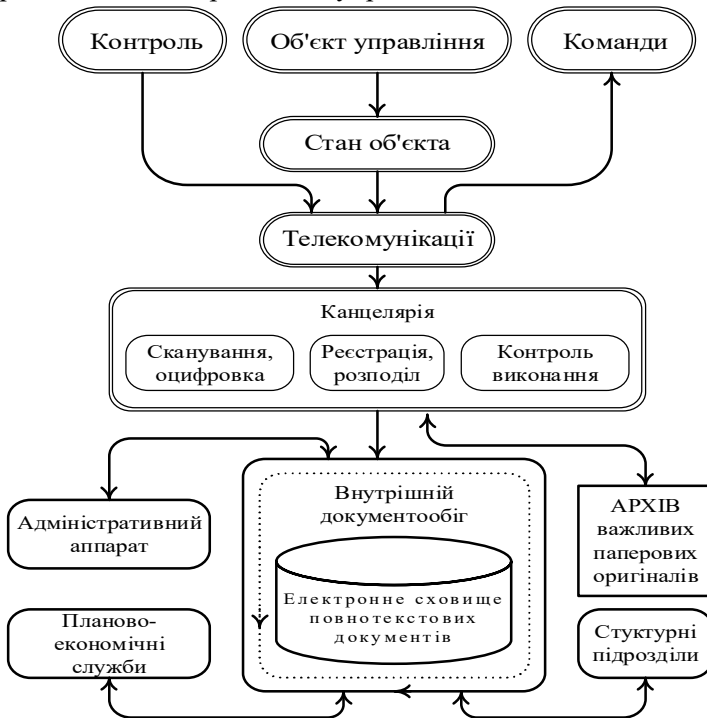 Контроль
Об'єкт управління
Команди
Стан об'єкта
Телекомунікації
Канцелярія
Сканування,
оцифровка
Реєстрація,
розподіл
Контроль
виконання
Адміністративний
аппарат
Внутрішній
документообіг
АРХІВ
важливих
паперових
оригіналів
Електронне сховище
повнотекстових
документів
Планово-
економічні
служби
Стуктурні
підрозділи